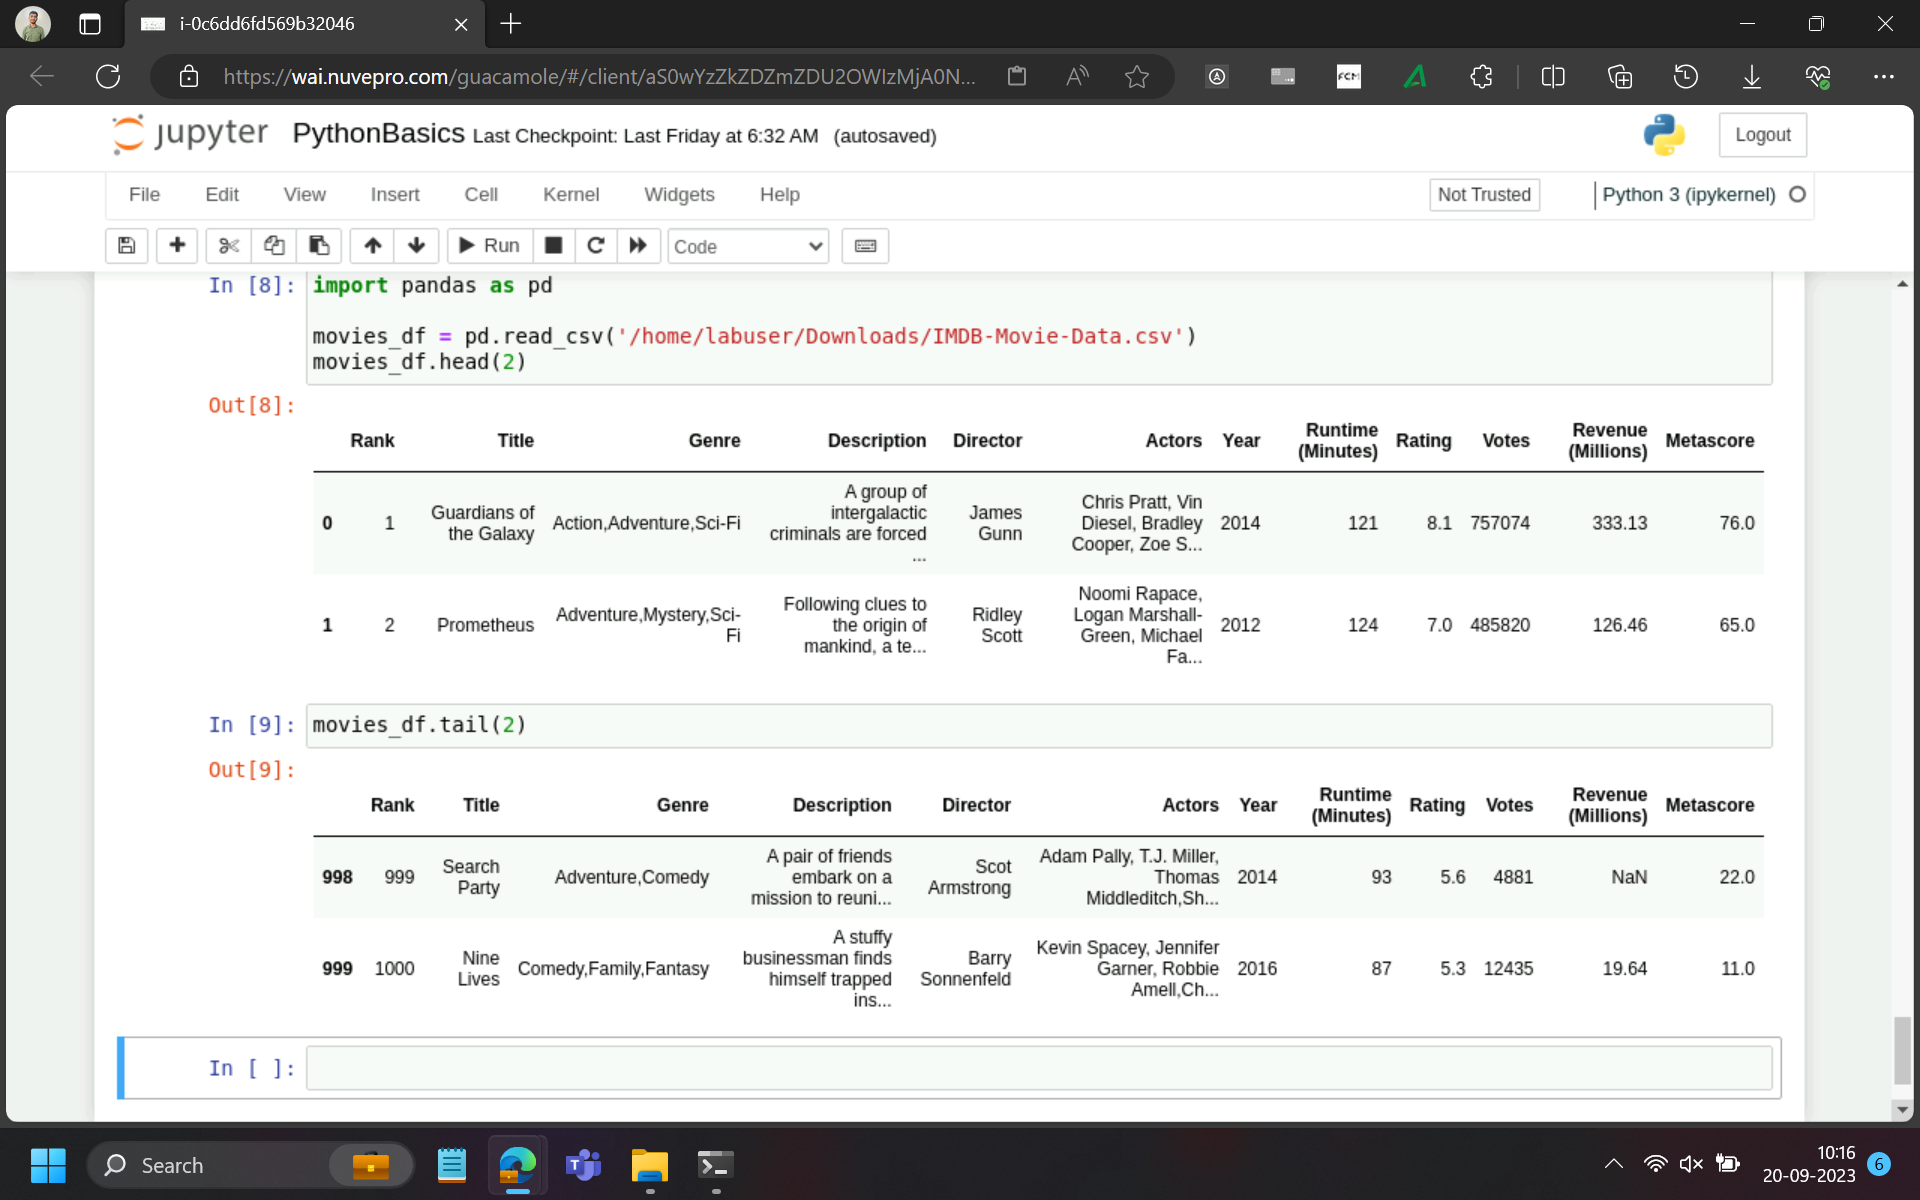 i-0c6dd6fd569b32046
https://wai.nuvepro.com/guacamole/#/client/aS0wYzZkZDZmZDU2OWIzMjA0N...
FCM
jupyter PythonBasics Last Checkpoint: Last Friday at 6:32 AM (autosaved)
Logout
File Edit View Insert Cell Kernel Widgets Help
Not Trusted
Python 3 (ipykernel)
Run
Code
In [8]: import pandas as pd
movies_df = pd.read_csv('/home/labuser/Downloads/IMDB-Movie-Data.csv')
movies_df.head(2)
Out[8]:
Rank Title Genre Description Director Actors Year Runtime (Minutes) Rating Votes Revenue (Millions) Metascore
0 1 Guardians of the Galaxy Action,Adventure,Sci-Fi A group of intergalactic criminals are forced ... James Gunn Chris Pratt, Vin Diesel, Bradley Cooper, Zoe S... 2014 121 8.1 757074 333.13 76.0
1 2 Prometheus Adventure,Mystery,Sci-Fi Following clues to the origin of mankind, a te... Ridley Scott Noomi Rapace, Logan Marshall-Green, Michael Fa... 2012 124 7.0 485820 126.46 65.0
In [9]: movies_df.tail(2)
Out[9]:
Rank Title Genre Description Director Actors Year Runtime (Minutes) Rating Votes Revenue (Millions) Metascore
998 999 Search Party Adventure,Comedy A pair of friends embark on a mission to reuni... Scot Armstrong Adam Pally, T.J. Miller, Thomas Middleditch,Sh... 2014 93 5.6 4881 NaN 22.0
999 1000 Nine Lives Comedy,Family,Fantasy A stuffy businessman finds himself trapped ins... Barry Sonnenfeld Kevin Spacey, Jennifer Garner, Robbie Amell,Ch... 2016 87 5.3 12435 19.64 11.0
In [ ]:
Search
10:16
20-09-2023
6